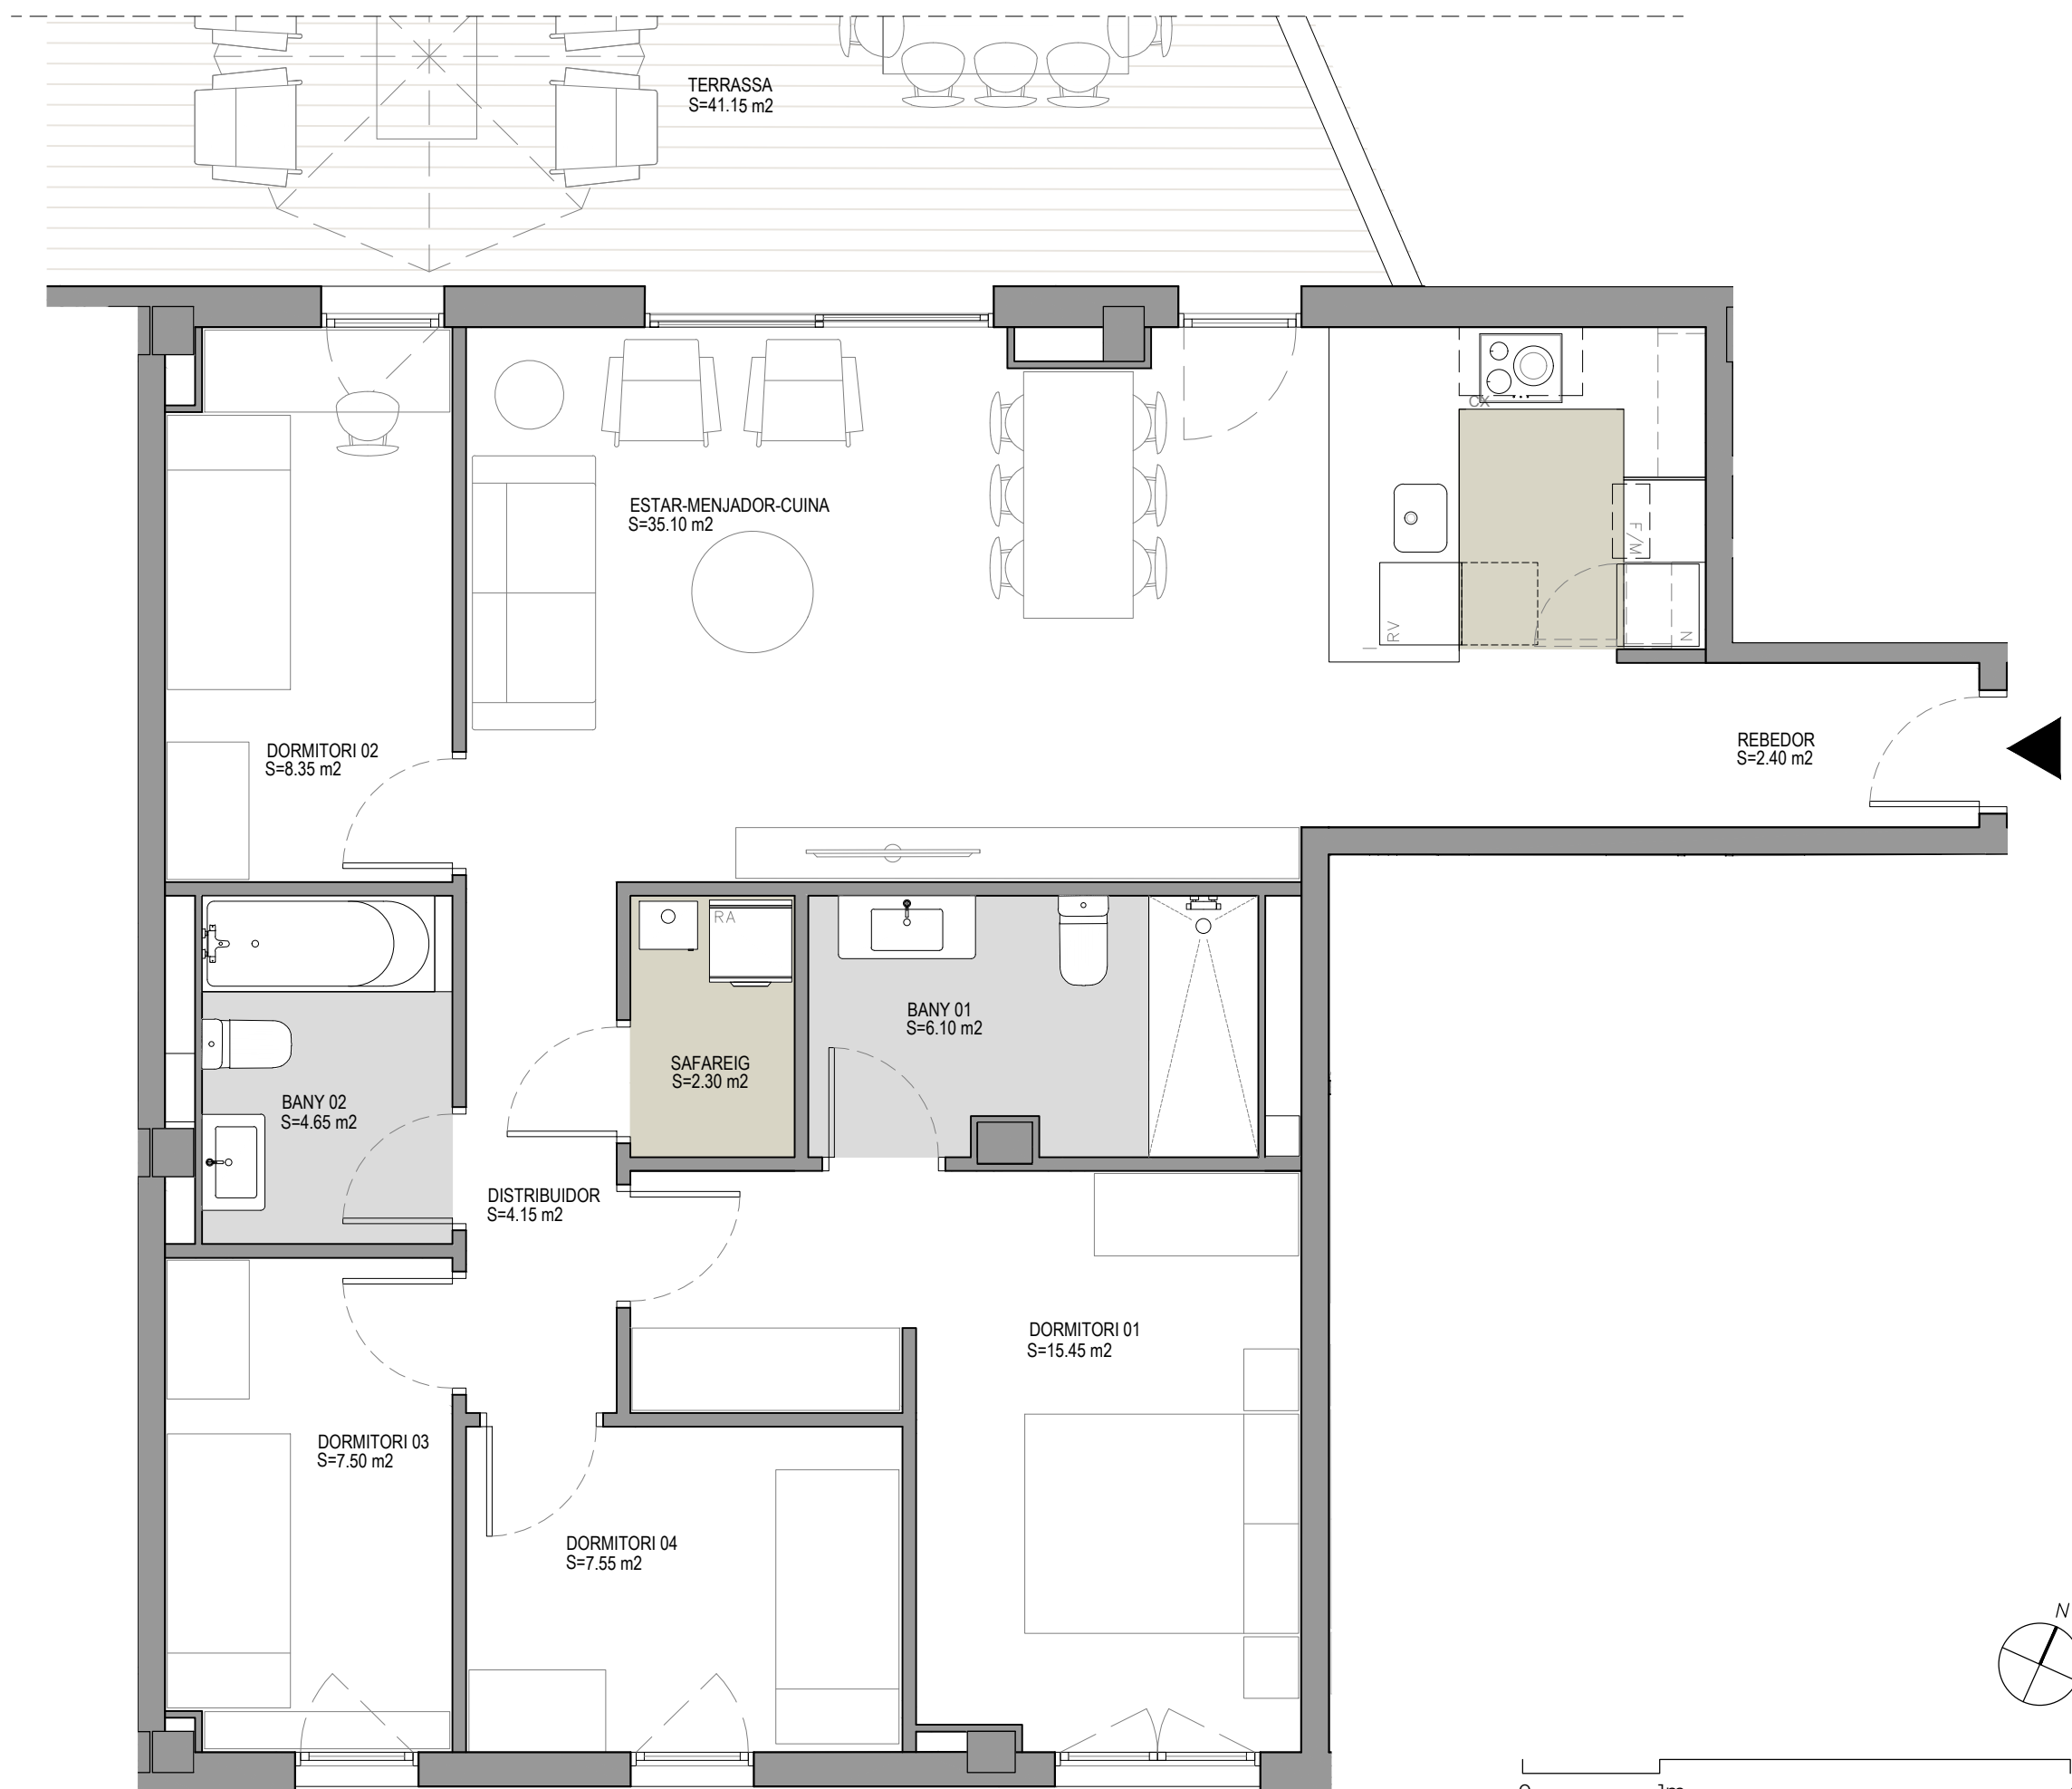 TERRASSA
S=41.15 m2
CX
ESTAR-MENJADOR-CUINA
S=35.10 m2
F/M
RV
I
N
DORMITORI 02
S=8.35 m2
REBEDOR
S=2.40 m2
RA
BANY 01
S=6.10 m2
SAFAREIG
S=2.30 m2
BANY 02
S=4.65 m2
DISTRIBUIDOR
S=4.15 m2
DORMITORI 01
S=15.45 m2
DORMITORI 03
S=7.50 m2
DORMITORI 04
S=7.55 m2
N
0 1m